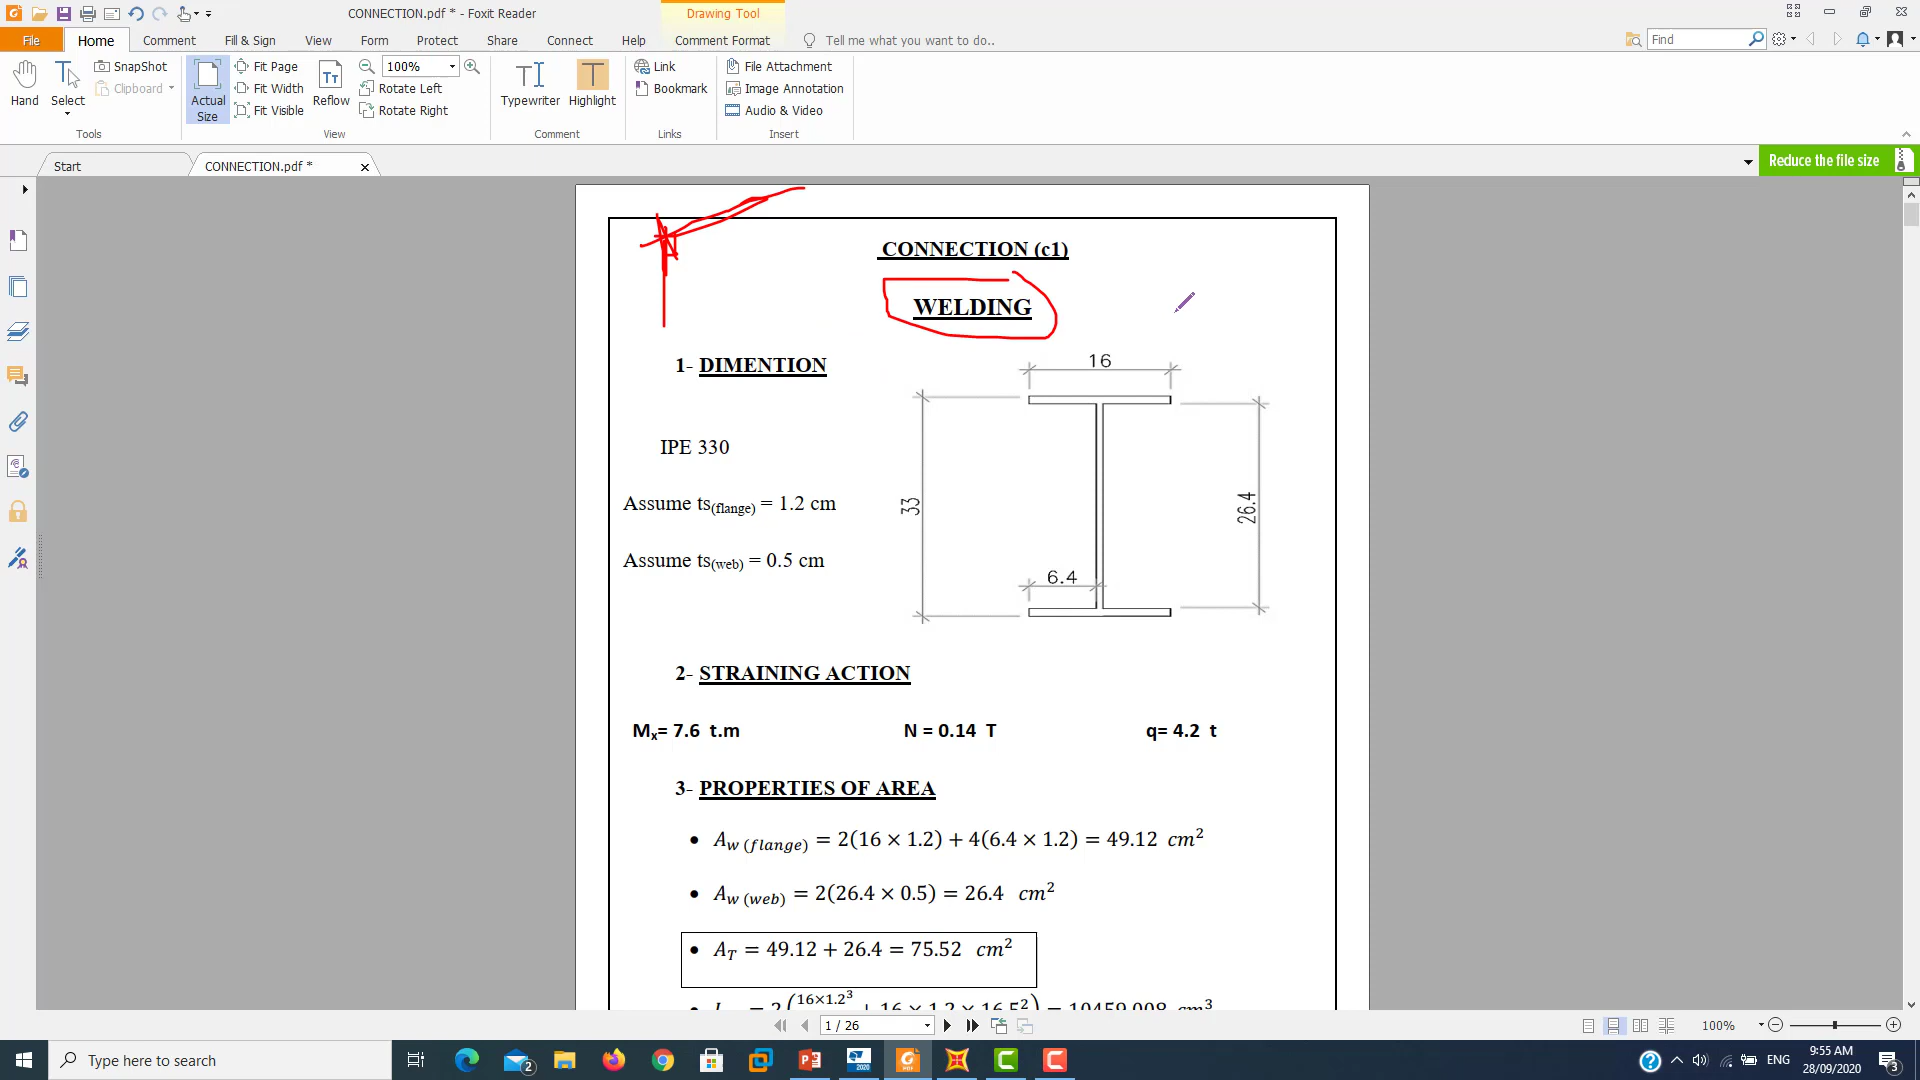 CONNECTION.pdf * - Foxit Reader
Drawing Tool
File
Home
Comment
Fill & Sign
View
Form
Protect
Share
Connect
Help
Comment Format
Tell me what you want to do..
Find
Hand
Select
SnapShot
Clipboard
Actual Size
Fit Page
Fit Width
Fit Visible
Reflow
100%
Rotate Left
Rotate Right
Typewriter
Highlight
Link
Bookmark
File Attachment
Image Annotation
Audio & Video
Tools
View
Comment
Links
Insert
Start
CONNECTION.pdf *
Reduce the file size
CONNECTION (c1)
WELDING
1- DIMENTION
16
IPE 330
Assume ts(flange) = 1.2 cm
33
26.4
Assume ts(web) = 0.5 cm
6.4
2- STRAINING ACTION
Mx= 7.6 t.m
N = 0.14 T
q= 4.2 t
3- PROPERTIES OF AREA
• Aw (flange) = 2(16 × 1.2) + 4(6.4 × 1.2) = 49.12 cm²
• Aw (web) = 2(26.4 × 0.5) = 26.4 cm²
• AT = 49.12 + 26.4 = 75.52 cm²
1 / 26
100%
Type here to search
2
2020
ENG
9:55 AM
28/09/2020
3